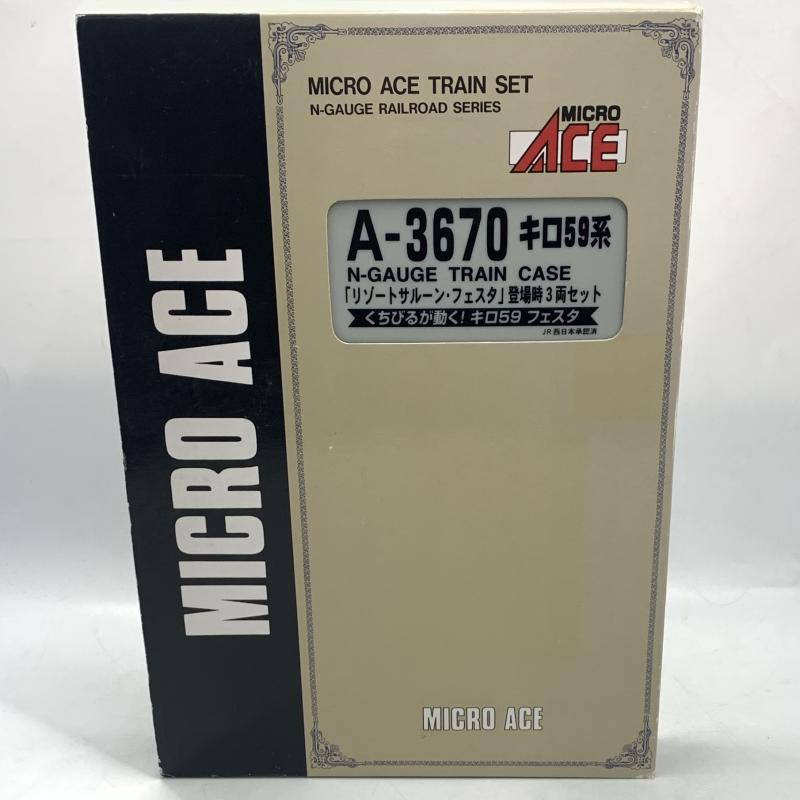 MICRO ACE
MICRO ACE TRAIN SET
N-GAUGE RAILROAD SERIES
MICRO
ACE
A-3670 キロ59系
N-GAUGE TRAIN CASE
「リゾートサルーン・フェスタ」登場時3両セット
くちびるが動く!キロ59 フェスタ
JR西日本承認済
MICRO ACE